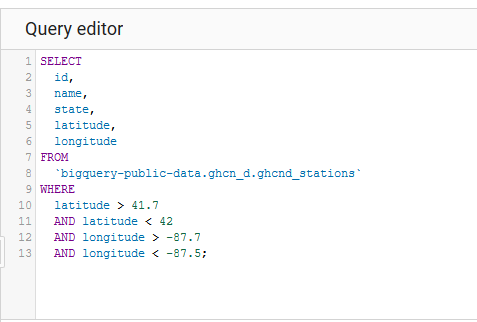 Query editor
1 SELECT
2   id,
3   name,
4   state,
5   latitude,
6   longitude
7 FROM
8   `bigquery-public-data.ghcn_d.ghcnd_stations`
9 WHERE
10   latitude > 41.7
11   AND latitude < 42
12   AND longitude > -87.7
13   AND longitude < -87.5;